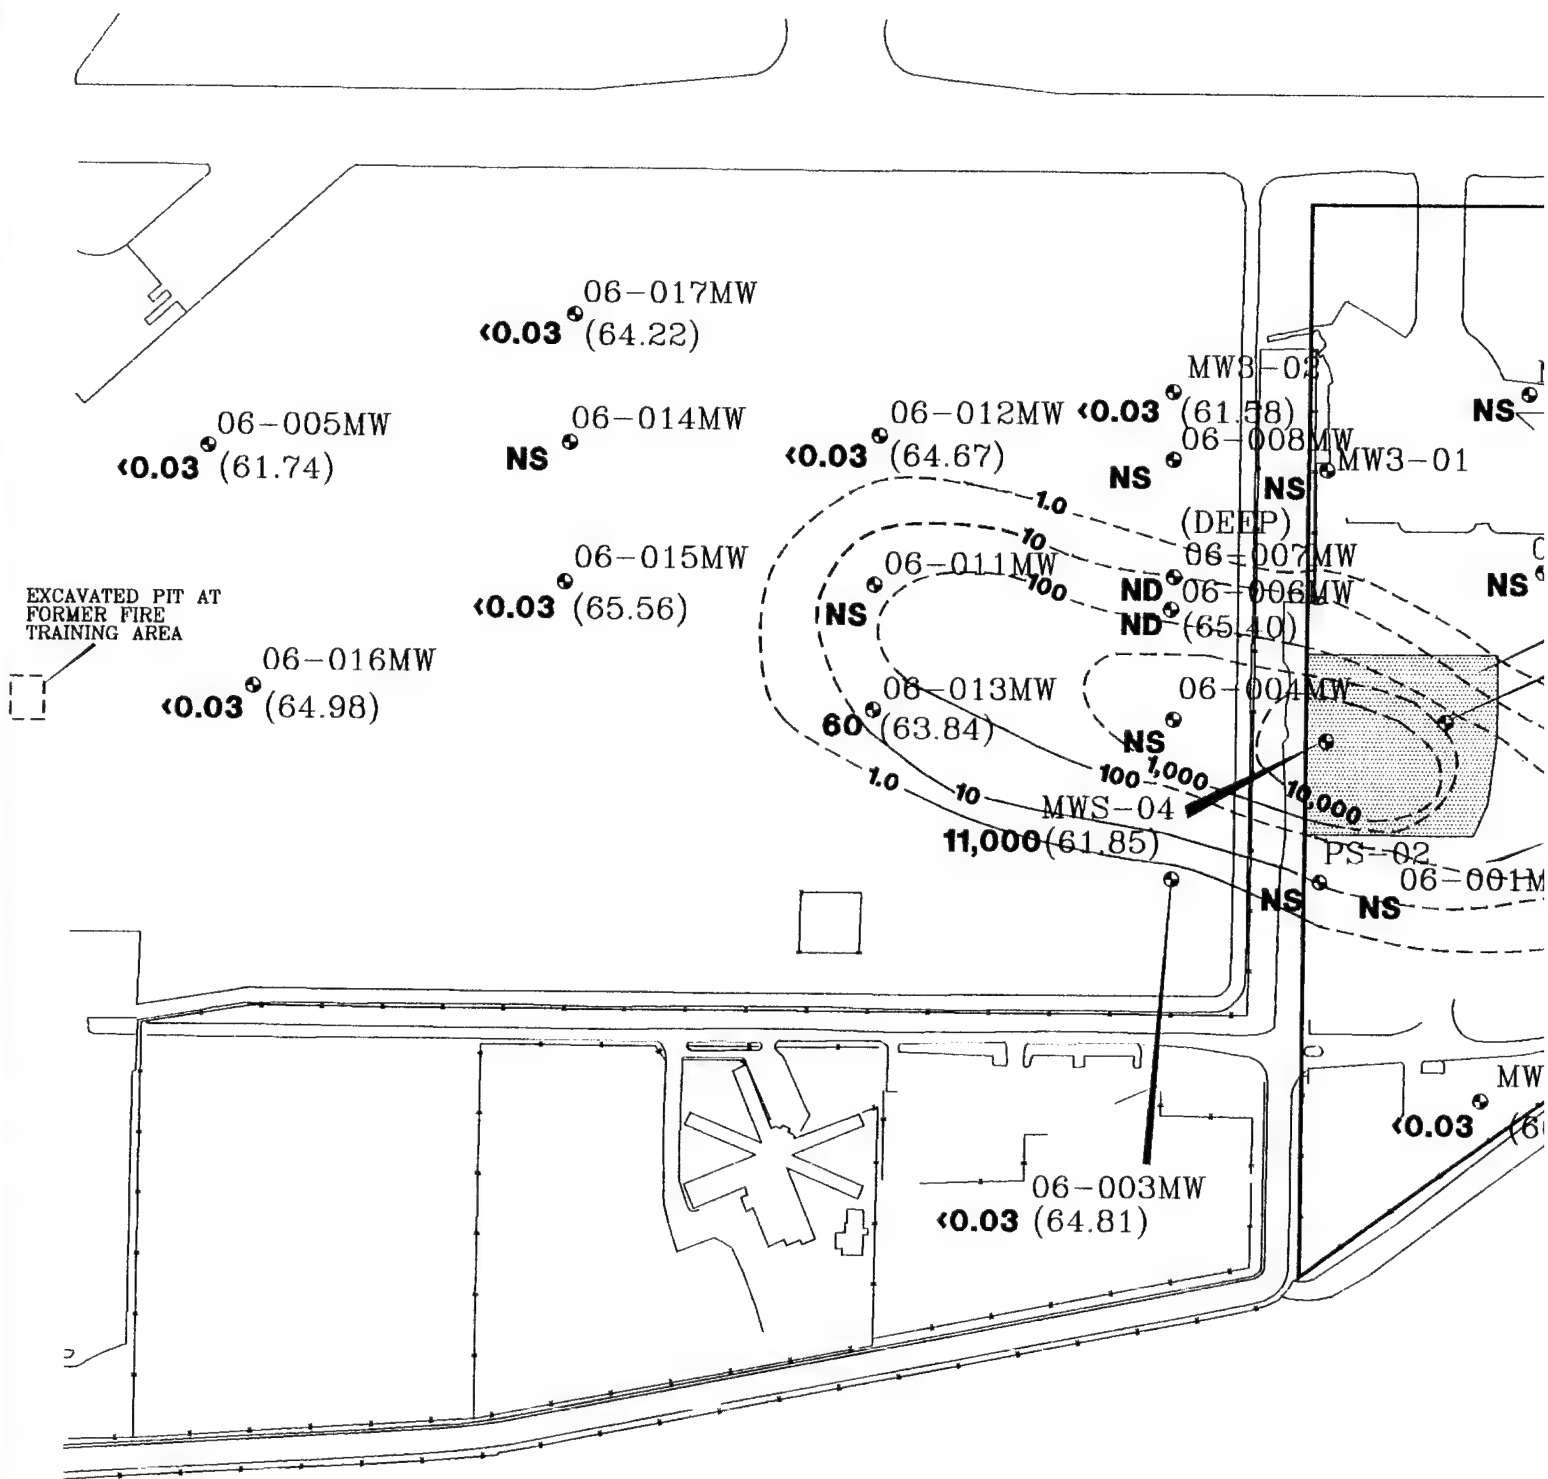 06-017MW
<0.03 (64.22)
MW3-02
<0.03 (61.58)
06-005MW
<0.03 (61.74)
06-014MW
NS
06-012MW
<0.03 (64.67)
06-008MW
NS
MW3-01
NS
NS
1.0
10
100
(DEEP)
06-007MW
ND
06-006MW
ND (65.40)
NS
06-015MW
<0.03 (65.56)
06-011MW
NS
EXCAVATED PIT AT
FORMER FIRE
TRAINING AREA
06-016MW
<0.03 (64.98)
06-013MW
60 (63.84)
06-004MW
NS
1.0
10
100
1,000
10,000
MWS-04
11,000 (61.85)
PS-02
NS
06-001M
NS
MW
<0.03 (6
06-003MW
<0.03 (64.81)